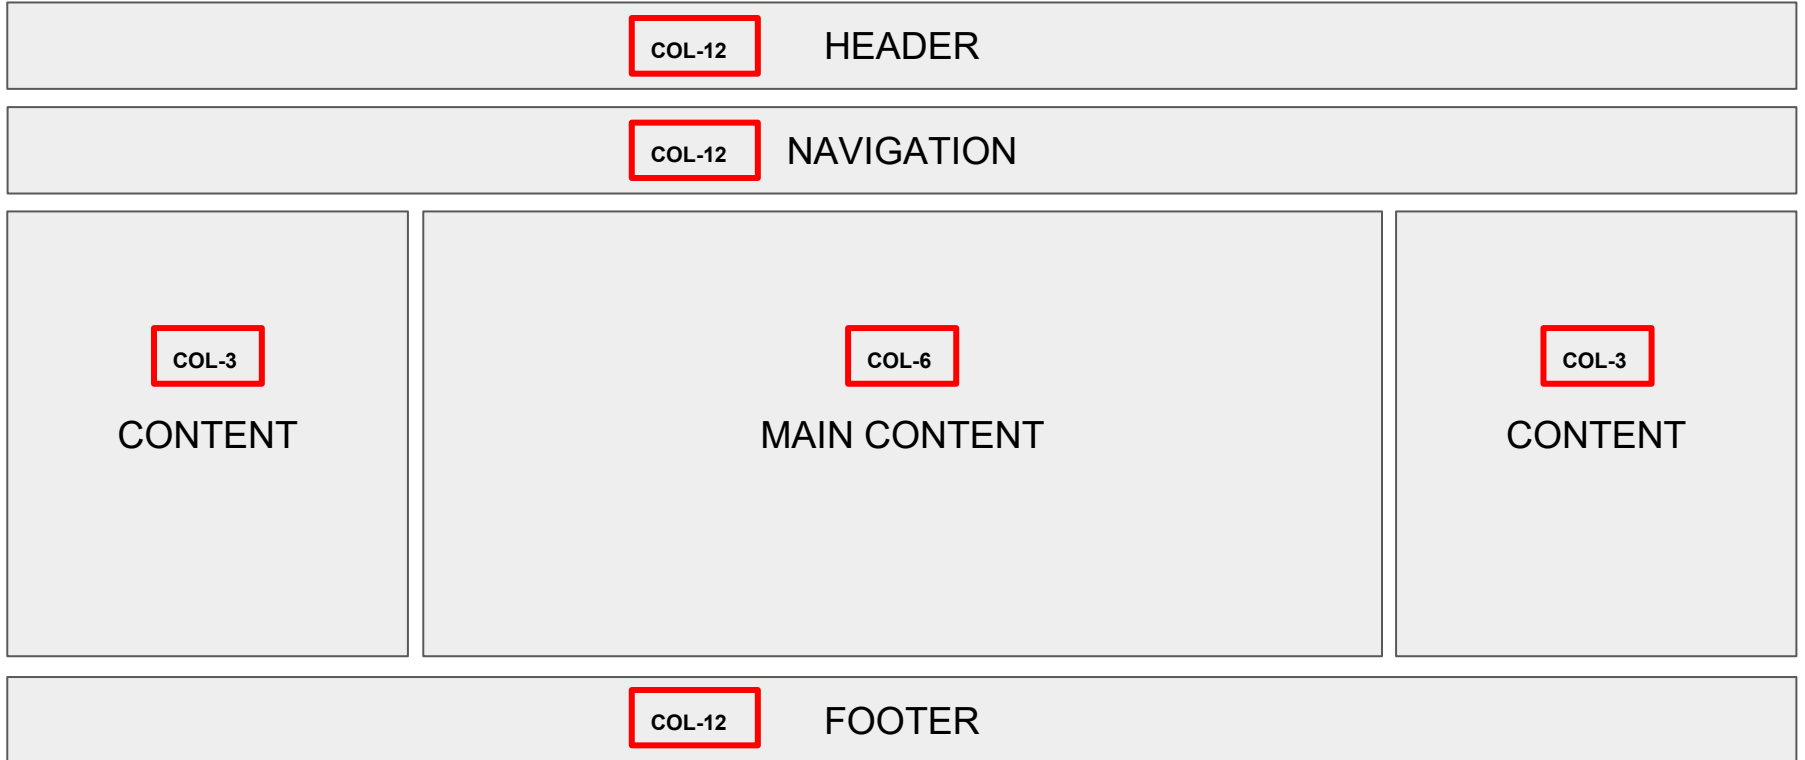 COL-12 HEADER
COL-12 NAVIGATION
COL-3
CONTENT
COL-6
MAIN CONTENT
COL-3
CONTENT
COL-12 FOOTER